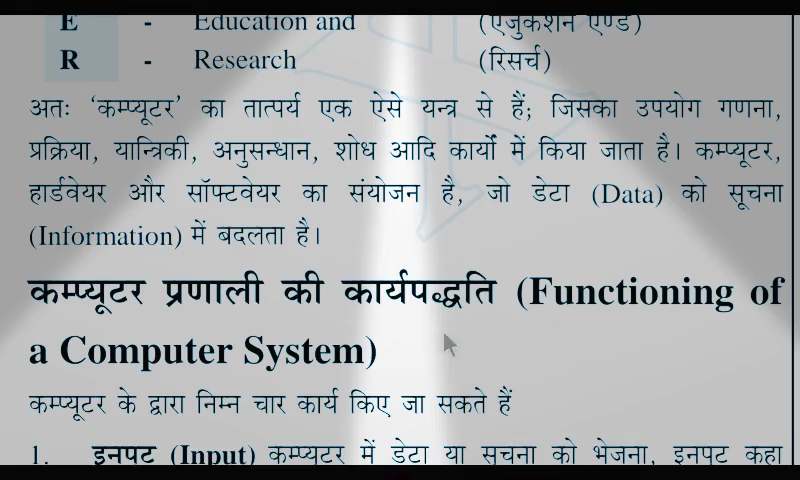 E - Education and (एजुकेशन एण्ड)
R - Research (रिसर्च)
अतः ‘कम्प्यूटर’ का तात्पर्य एक ऐसे यन्त्र से हैं; जिसका उपयोग गणना,
प्रक्रिया, यान्त्रिकी, अनुसन्धान, शोध आदि कार्यों में किया जाता है। कम्प्यूटर,
हार्डवेयर और सॉफ्टवेयर का संयोजन है, जो डेटा (Data) को सूचना
(Information) में बदलता है।
कम्प्यूटर प्रणाली की कार्यपद्धति (Functioning of
a Computer System)
कम्प्यूटर के द्वारा निम्न चार कार्य किए जा सकते हैं
1. इनपुट (Input) कम्प्यूटर में डेटा या सूचना को भेजना, इनपुट कहा